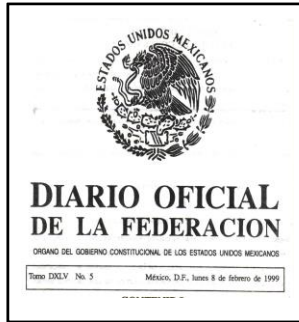 ESTADOS UNIDOS MEXICANOS
DIARIO OFICIAL
DE LA FEDERACION
ORGANO DEL GOBIERNO CONSTITUCIONAL DE LOS ESTADOS UNIDOS MEXICANOS
Tomo DXLV No. 5 México, D.F., lunes 8 de febrero de 1999